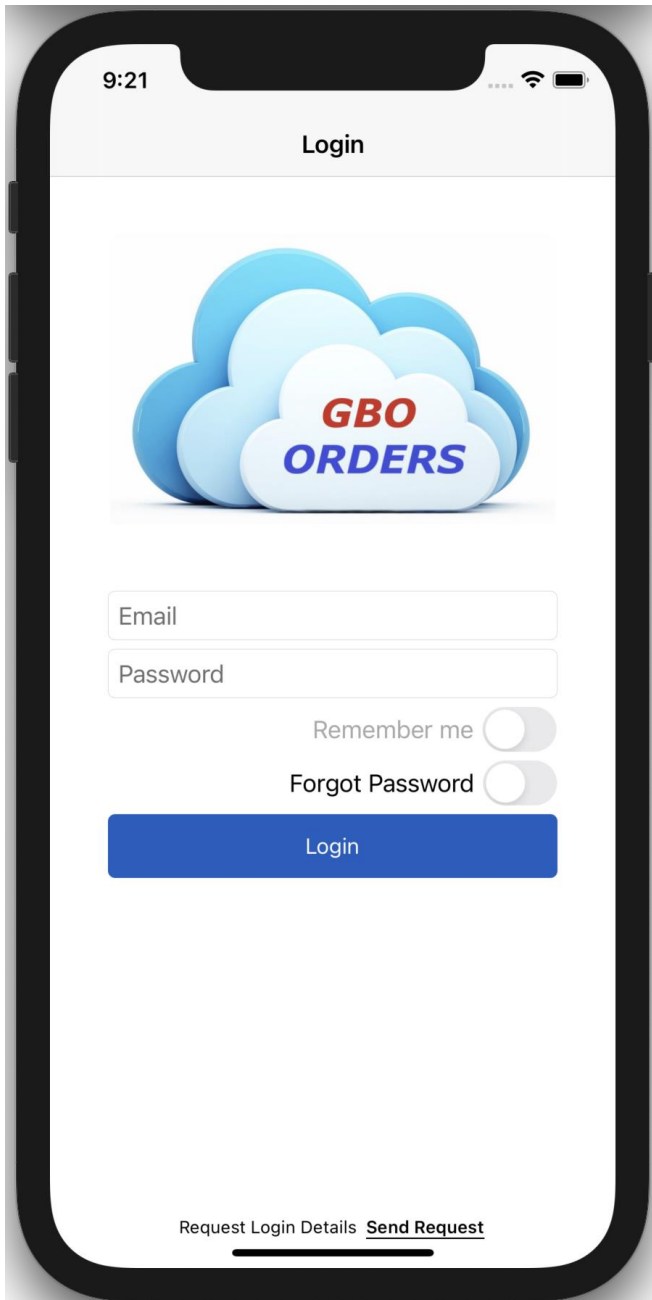 9:21
Login
GBO
ORDERS
Email
Password
Remember me
Forgot Password
Login
Request Login Details Send Request